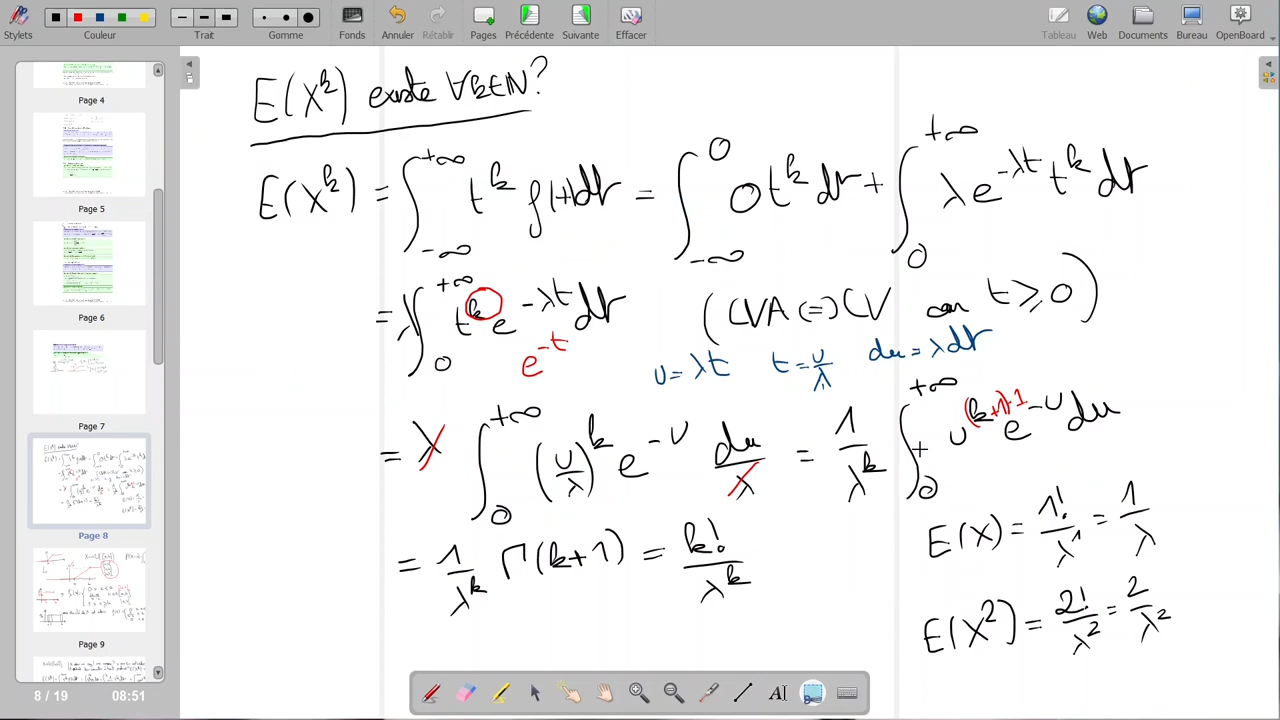 Stylets Couleur Trait Gomme Fonds Annuler Rétablir Pages Précédente Suivante Effacer Tableau Web Documents Bureau OpenBoard
Page 4
Page 5
Page 6
Page 7
Page 8
Page 9
8 / 19 08:51
E(X^k) existe ∀k∈ℕ?
E(X^k) = ∫_{-∞}^{+∞} t^k f(t)dt = ∫_{-∞}^{0} 0 t^k dt + ∫_{0}^{+∞} λe^{-λt} t^k dt
= λ∫_{0}^{+∞} t^k e^{-λt} dt (CVA ⇔ CV car t ⩾ 0)
e^{-t}
u = λt t = u/λ du = λdt
= λ ∫_{0}^{+∞} (u/λ)^k e^{-u} du/λ = 1/λ^k ∫_{0}^{+∞} u^{(k+1)-1} e^{-u} du
= 1/λ^k Γ(k+1) = k!/λ^k
E(X) = 1!/λ^1 = 1/λ
E(X^2) = 2!/λ^2 = 2/λ^2